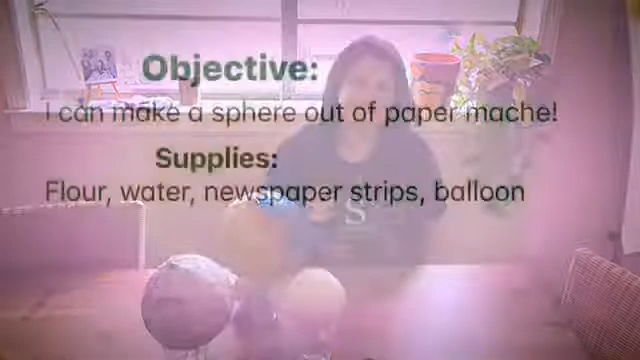 Objective:
I can make a sphere out of paper mache!
Supplies:
Flour, water, newspaper strips, balloon
S